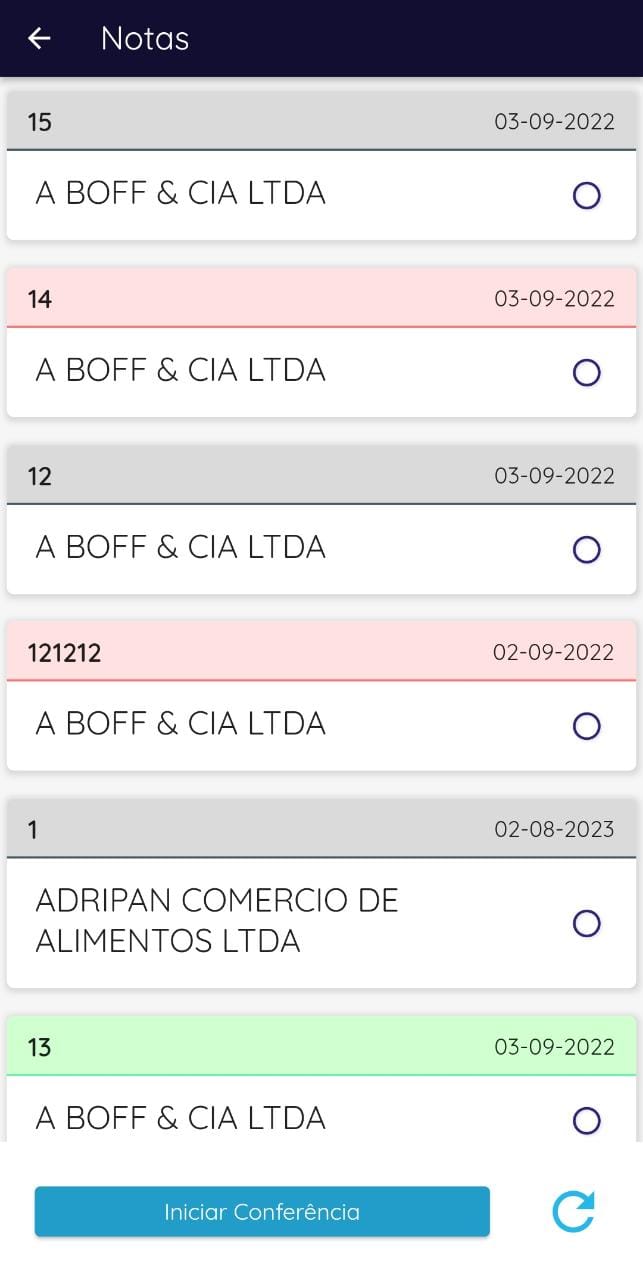 Notas
15 03-09-2022
A BOFF & CIA LTDA
14 03-09-2022
A BOFF & CIA LTDA
12 03-09-2022
A BOFF & CIA LTDA
121212 02-09-2022
A BOFF & CIA LTDA
1 02-08-2023
ADRIPAN COMERCIO DE
ALIMENTOS LTDA
13 03-09-2022
A BOFF & CIA LTDA
Iniciar Conferência